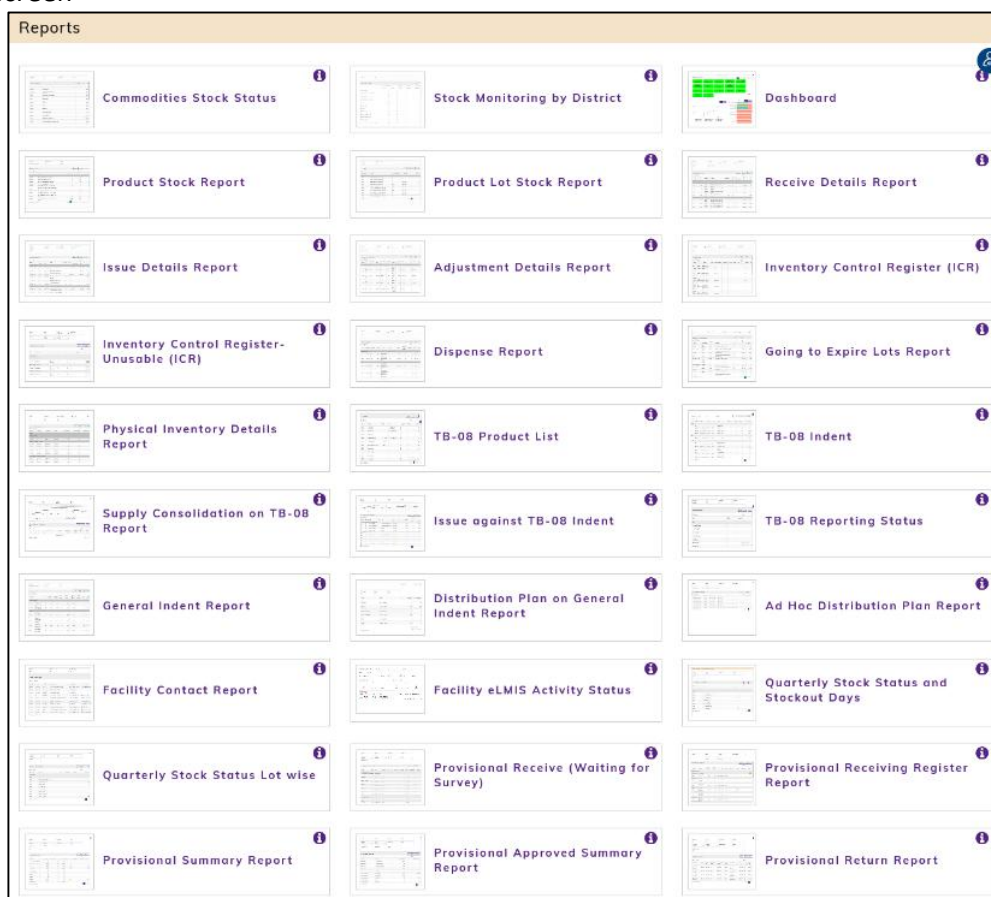 Reports
Commodities Stock Status
Stock Monitoring by District
Dashboard
Product Stock Report
Product Lot Stock Report
Receive Details Report
Issue Details Report
Adjustment Details Report
Inventory Control Register (ICR)
Inventory Control Register-
Unusable (ICR)
Dispense Report
Going to Expire Lots Report
Physical Inventory Details
Report
TB-08 Product List
TB-08 Indent
Supply Consolidation on TB-08
Report
Issue against TB-08 Indent
TB-08 Reporting Status
General Indent Report
Distribution Plan on General
Indent Report
Ad Hoc Distribution Plan Report
Facility Contact Report
Facility eLMIS Activity Status
Quarterly Stock Status and
Stockout Days
Quarterly Stock Status Lot wise
Provisional Receive (Waiting for
Survey)
Provisional Receiving Register
Report
Provisional Summary Report
Provisional Approved Summary
Report
Provisional Return Report